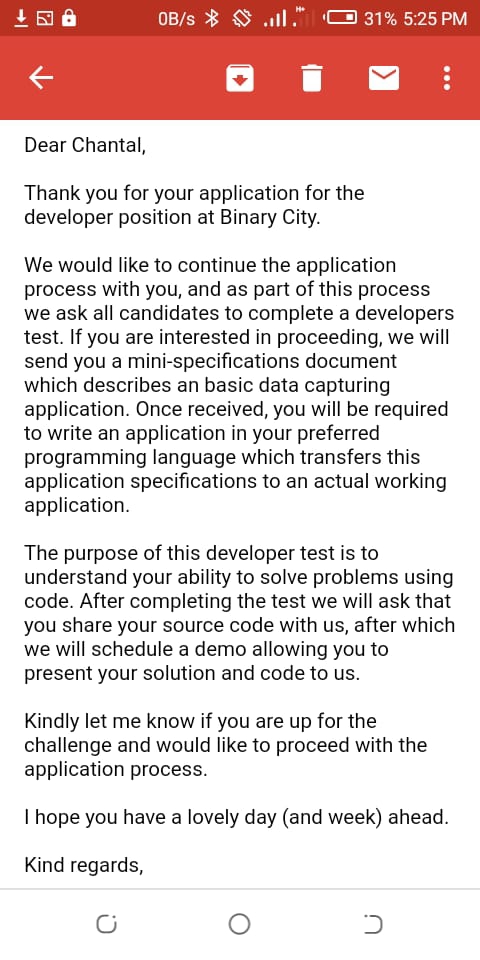 0B/s H+ 31% 5:25 PM
Dear Chantal,
Thank you for your application for the
developer position at Binary City.
We would like to continue the application
process with you, and as part of this process
we ask all candidates to complete a developers
test. If you are interested in proceeding, we will
send you a mini-specifications document
which describes an basic data capturing
application. Once received, you will be required
to write an application in your preferred
programming language which transfers this
application specifications to an actual working
application.
The purpose of this developer test is to
understand your ability to solve problems using
code. After completing the test we will ask that
you share your source code with us, after which
we will schedule a demo allowing you to
present your solution and code to us.
Kindly let me know if you are up for the
challenge and would like to proceed with the
application process.
I hope you have a lovely day (and week) ahead.
Kind regards,